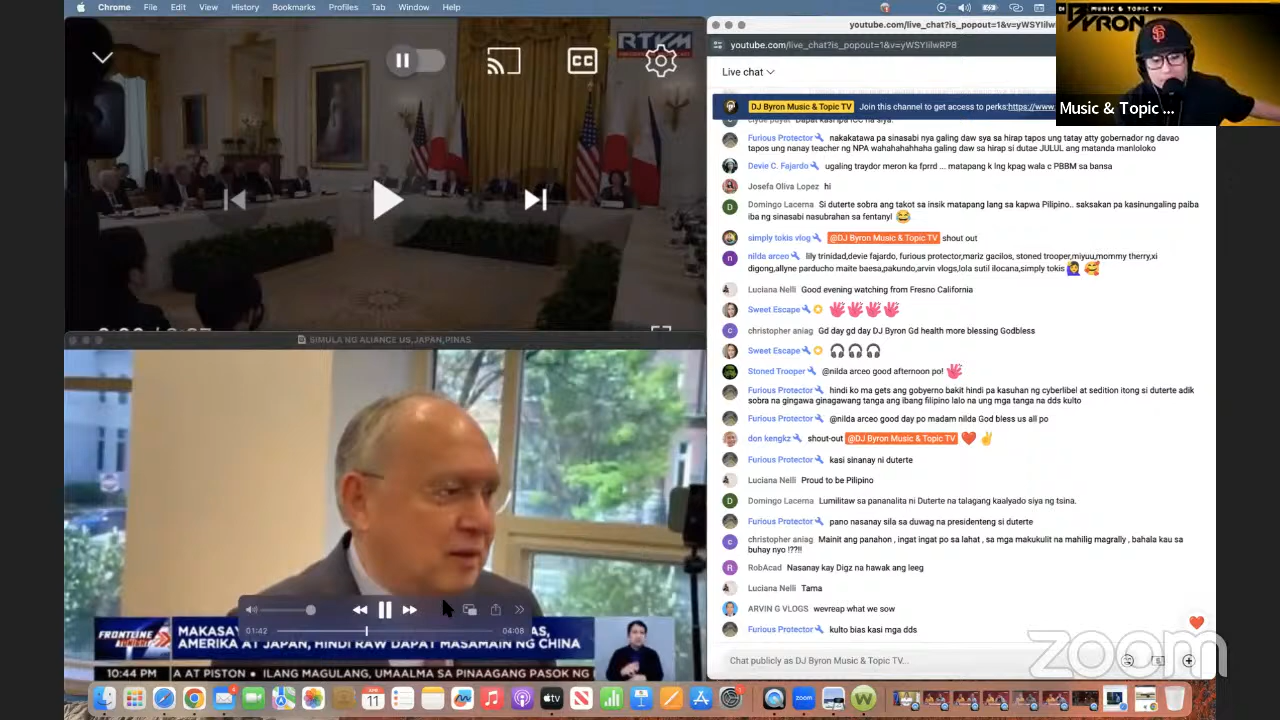 Chrome File Edit View History Bookmarks Profiles Tab Window Help
RTVM
CC
SIMULA NG ALIANCE US,JAPAN,PINAS
01:42
04:08
FRONTLINE TONIGHT
AMERIKA AT JAPAN, HINDI RAW DAPAT MASAMAIN NG CHINA
10:44 PM
A AT PISTON • ILANG MAGULANG, UMAALMA SA PINAAGANG PASOK NG
youtube.com/live_chat?is_popout=1&v=yWSYIilwRP8
Live chat
DJ Byron Music & Topic TV Join this channel to get access to perks:https://www.
Furious Protector nakakatawa pa sinasabi nya galing daw sya sa hirap tapos ung tatay atty gobernador ng davao
tapos ung nanay teacher ng NPA wahahahhahha galing daw sa hirap si dutae JULUL ang matanda manloloko
Devie C. Fajardo ugaling traydor meron ka fprrd ... matapang k lng kpag wala c PBBM sa bansa
Josefa Oliva Lopez hi
D Domingo Lacerna Si duterte sobra ang takot sa insik matapang lang sa kapwa Pilipino.. saksakan pa kasinungaling paiba
iba ng sinasabi nasubrahan sa fentanyl 😂
simply tokis vlog @DJ Byron Music & Topic TV shout out
n nilda arceo lily trinidad,devie fajardo, furious protector,mariz gacilos, stoned trooper,miyuu,mommy therry,xi
digong,allyne parducho maite baesa,pakundo,arvin vlogs,lola sutil ilocana,simply tokis 🙋‍♀️ 🥰
Luciana Nelli Good evening watching from Fresno California
Sweet Escape
c christopher aniag Gd day gd day DJ Byron Gd health more blessing Godbless
Sweet Escape 🎧 🎧 🎧
Stoned Trooper @nilda arceo good afternoon po!
Furious Protector hindi ko ma gets ang gobyerno bakit hindi pa kasuhan ng cyberlibel at sedition itong si duterte adik
sobra na gingawa ginagawang tanga ang ibang filipino lalo na ung mga tanga na dds kulto
Furious Protector @nilda arceo good day po madam nilda God bless us all po
don kengkz shout-out @DJ Byron Music & Topic TV ❤️ ✌️
Furious Protector kasi sinanay ni duterte
Luciana Nelli Proud to be Pilipino
D Domingo Lacerna Lumilitaw sa pananalita ni Duterte na talagang kaalyado siya ng tsina.
Furious Protector pano nasanay sila sa duwag na presidenteng si duterte
c christopher aniag Mainit ang panahon , ingat ingat po sa lahat , sa mga makukulit na mahilig magrally , bahala kau sa
buhay nyo !??!!
R RobAcad Nasanay kay Digz na hawak ang leeg
Luciana Nelli Tama
ARVIN G VLOGS wevreap what we sow
Furious Protector kulto bias kasi mga dds
Chat publicly as DJ Byron Music & Topic TV...
MUSIC & TOPIC TV
BYRON
Music & Topic ...
zoom